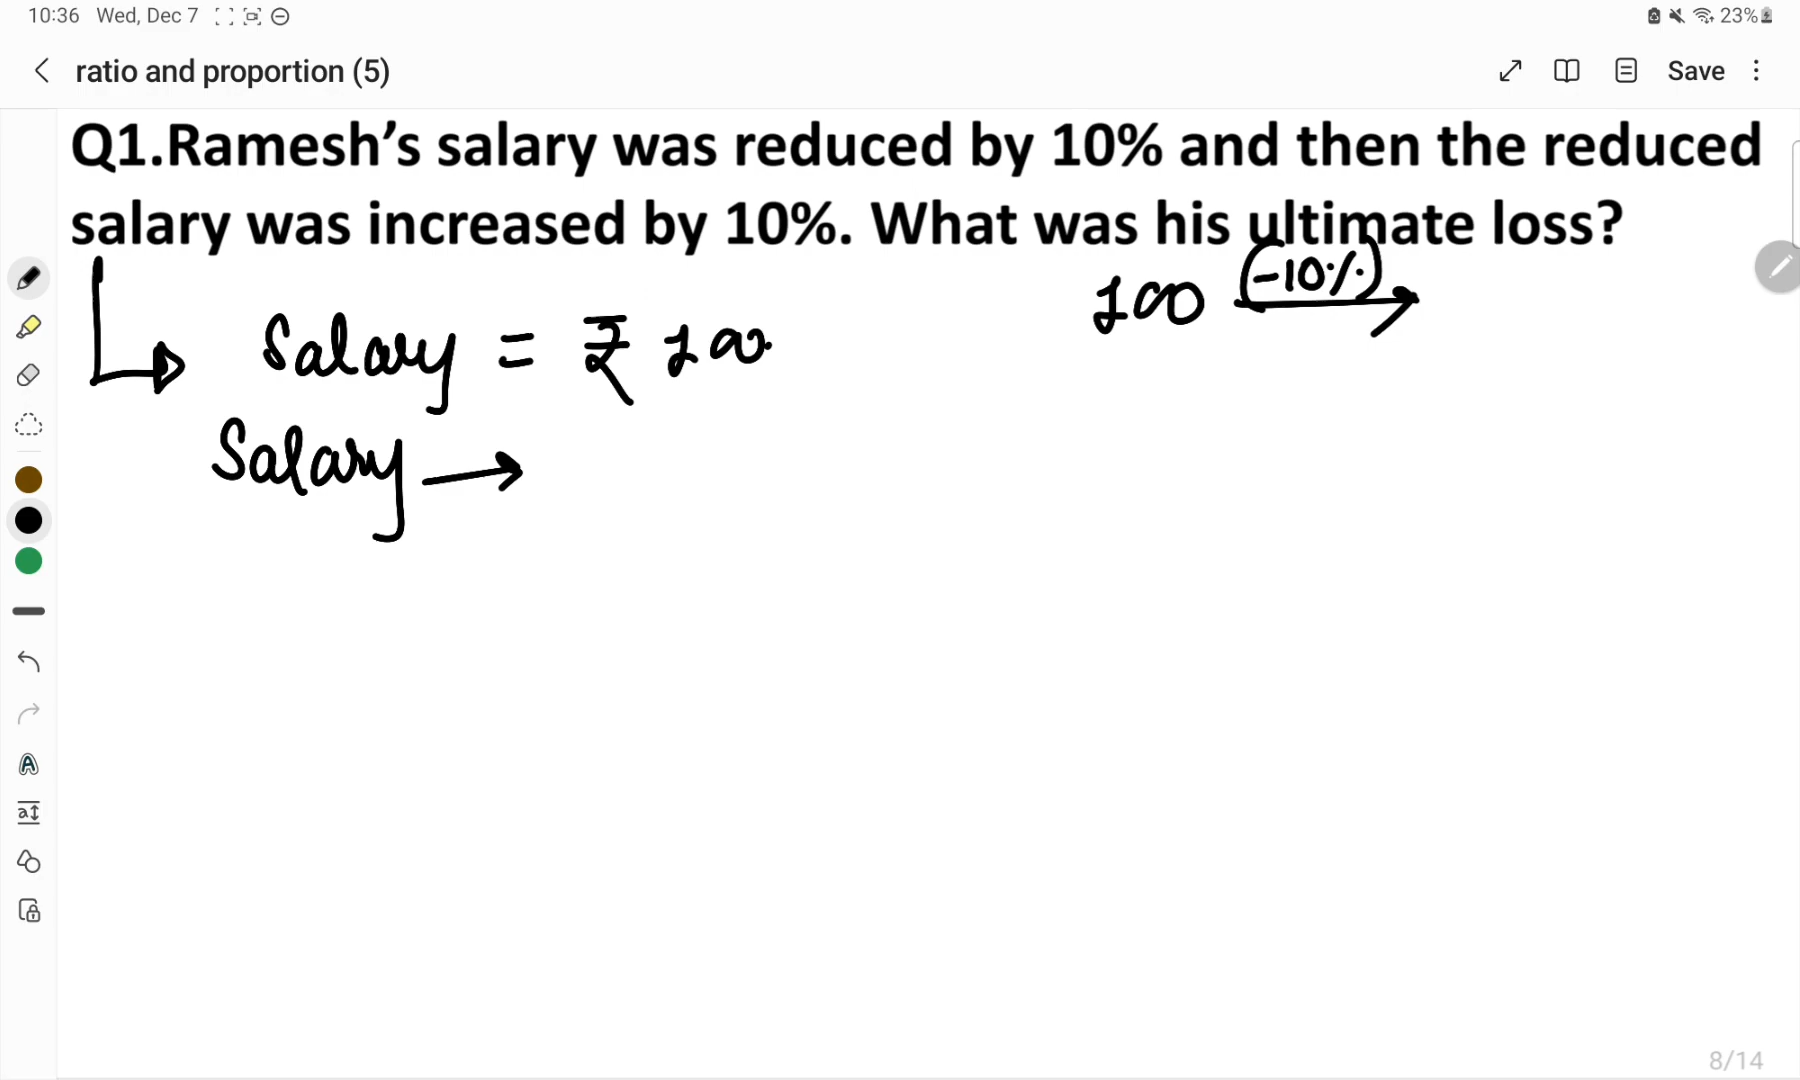 10:36 Wed, Dec 7 23%
ratio and proportion (5) Save
Q1.Ramesh’s salary was reduced by 10% and then the reduced
salary was increased by 10%. What was his ultimate loss?
100 (-10%)
Salary = ₹ 100
Salary →
8/14